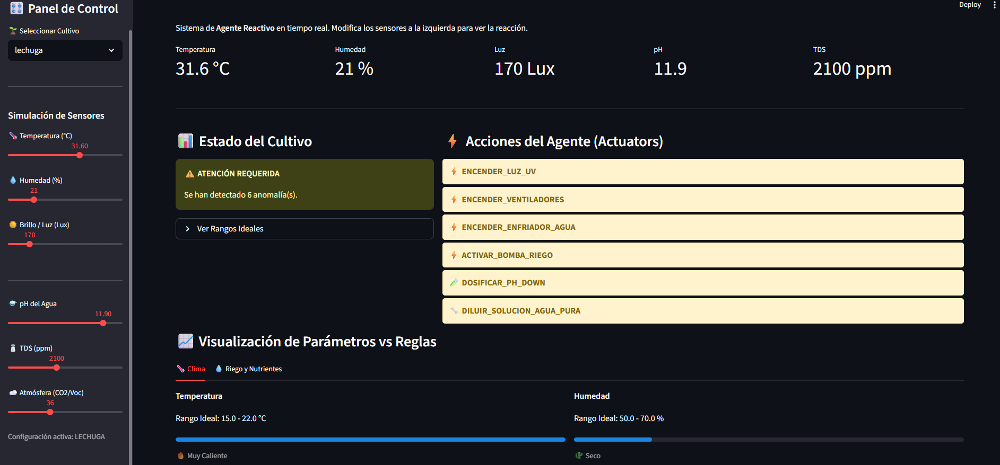 Panel de Control
Seleccionar Cultivo
lechuga
Simulación de Sensores
Temperatura (°C)
31.60
Humedad (%)
21
Brillo / Luz (Lux)
170
pH del Agua
11.90
TDS (ppm)
2100
Atmósfera (CO2/Voc)
36
Configuración activa: LECHUGA
Deploy
Sistema de Agente Reactivo en tiempo real. Modifica los sensores a la izquierda para ver la reacción.
Temperatura
31.6 °C
Humedad
21 %
Luz
170 Lux
pH
11.9
TDS
2100 ppm
Estado del Cultivo
ATENCIÓN REQUERIDA
Se han detectado 6 anomalía(s).
Ver Rangos Ideales
Acciones del Agente (Actuators)
ENCENDER_LUZ_UV
ENCENDER_VENTILADORES
ENCENDER_ENFRIADOR_AGUA
ACTIVAR_BOMBA_RIEGO
DOSIFICAR_PH_DOWN
DILUIR_SOLUCION_AGUA_PURA
Visualización de Parámetros vs Reglas
Clima
Riego y Nutrientes
Temperatura
Rango Ideal: 15.0 - 22.0 °C
Muy Caliente
Humedad
Rango Ideal: 50.0 - 70.0 %
Seco